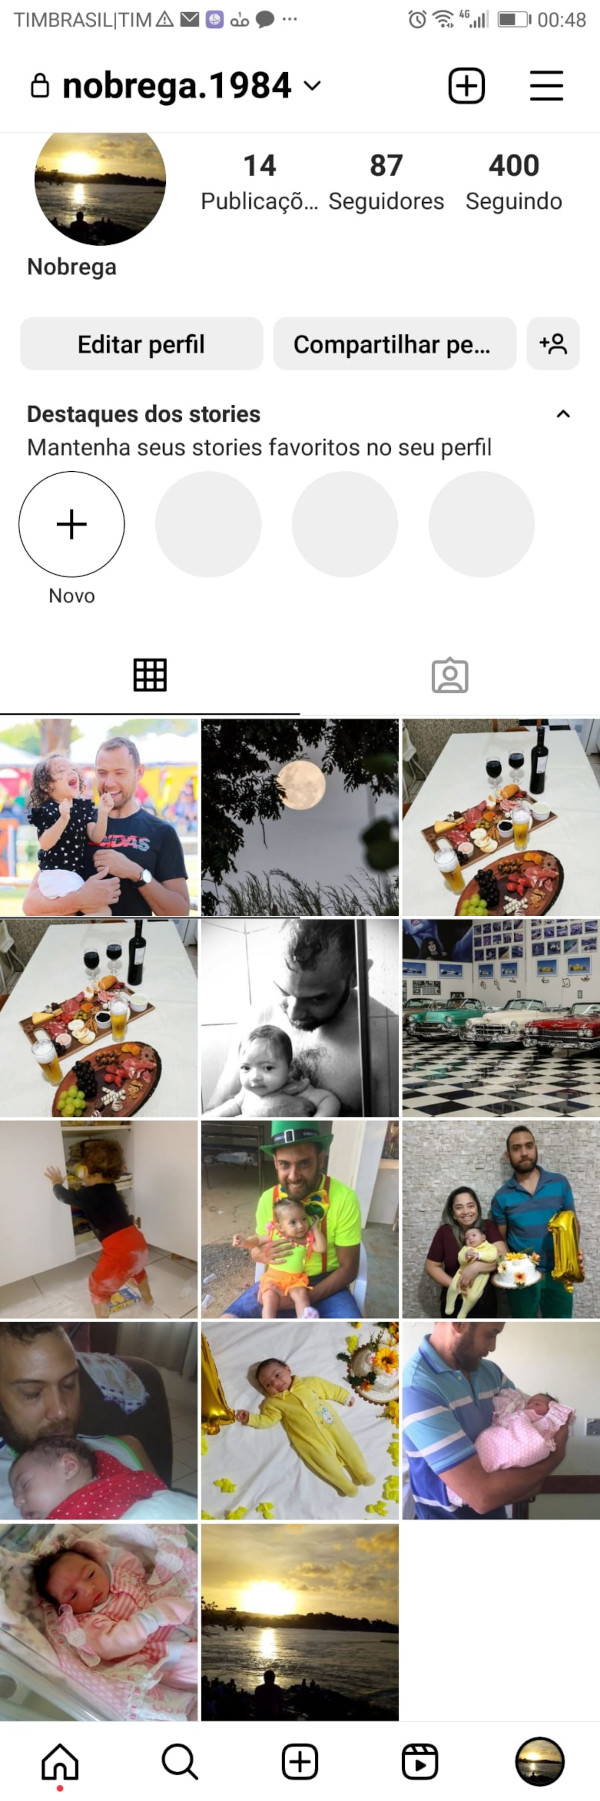 TIMBRASIL|TIM 4G 00:48
nobrega.1984
14 87 400
Publicaçõ... Seguidores Seguindo
Nobrega
Editar perfil Compartilhar pe...
Destaques dos stories
Mantenha seus stories favoritos no seu perfil
Novo